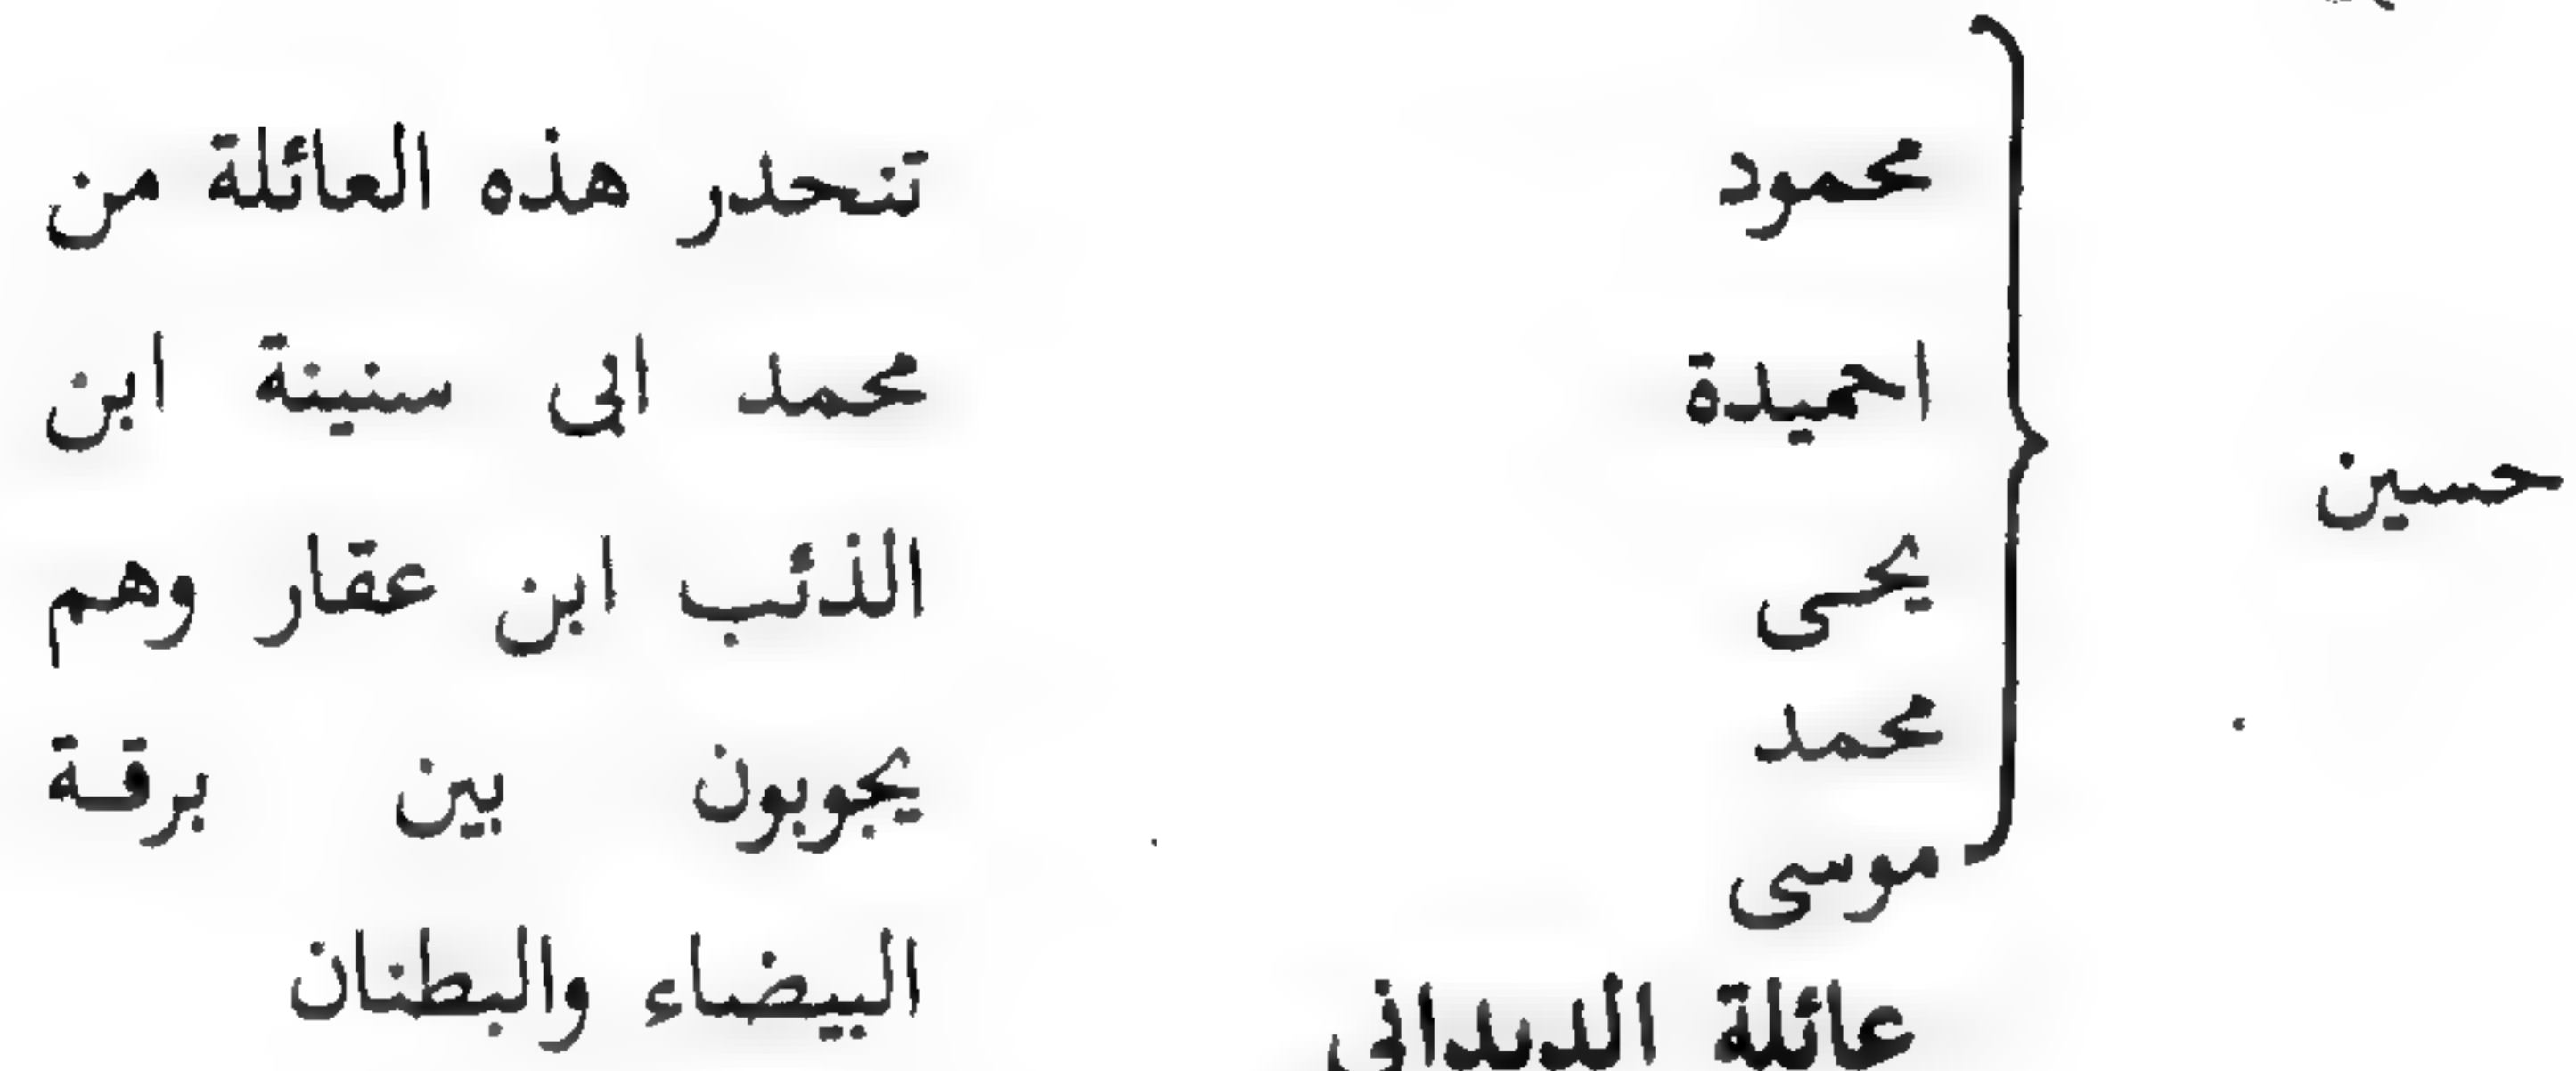 حسين
محمود
احميدة
يحى
محمد
موسى
عائلة
تنحدر هذه العائلة من
محمد الى سنينة ابن
الذئب ابن عقار وهم
يجوبون بين برقة
البيضاء والبطنان